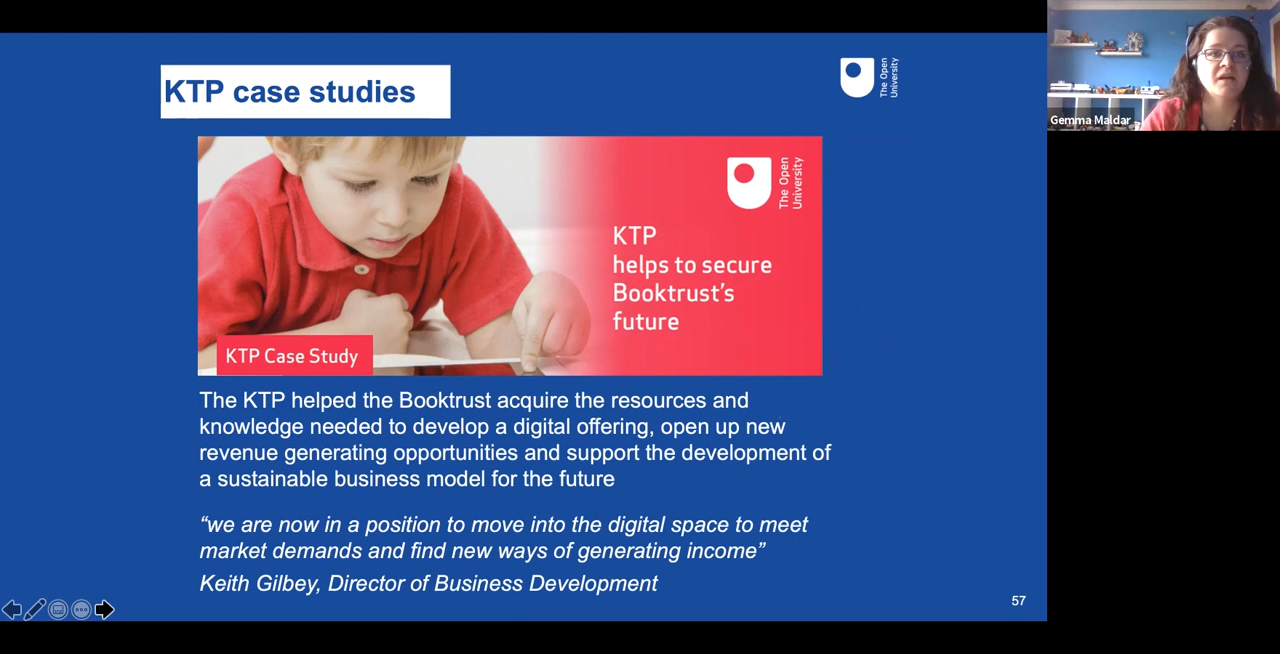 KTP case studies
The Open
University
Gemma Maldar
The Open
University
KTP
helps to secure
Booktrust's
future
KTP Case Study
The KTP helped the Booktrust acquire the resources and
knowledge needed to develop a digital offering, open up new
revenue generating opportunities and support the development of
a sustainable business model for the future
“we are now in a position to move into the digital space to meet
market demands and find new ways of generating income”
Keith Gilbey, Director of Business Development
57